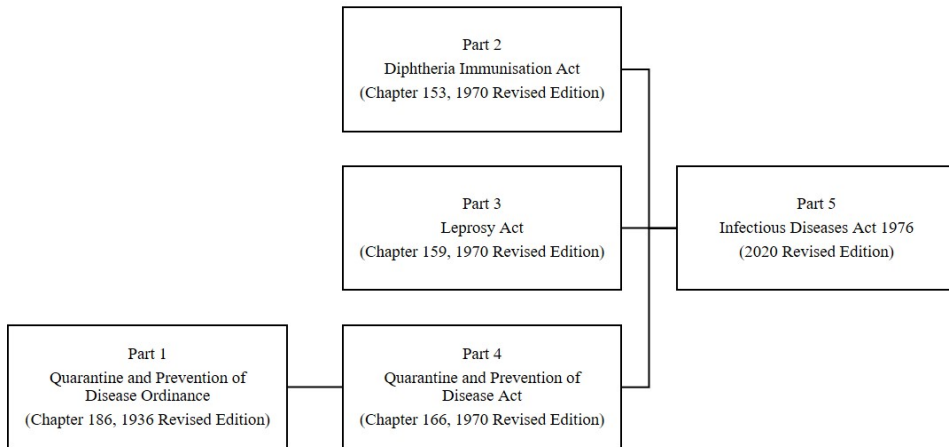 Part 2
Diphtheria Immunisation Act
(Chapter 153, 1970 Revised Edition)
Part 3
Leprosy Act
(Chapter 159, 1970 Revised Edition)
Part 5
Infectious Diseases Act 1976
(2020 Revised Edition)
Part 1
Quarantine and Prevention of
Disease Ordinance
(Chapter 186, 1936 Revised Edition)
Part 4
Quarantine and Prevention of
Disease Act
(Chapter 166, 1970 Revised Edition)